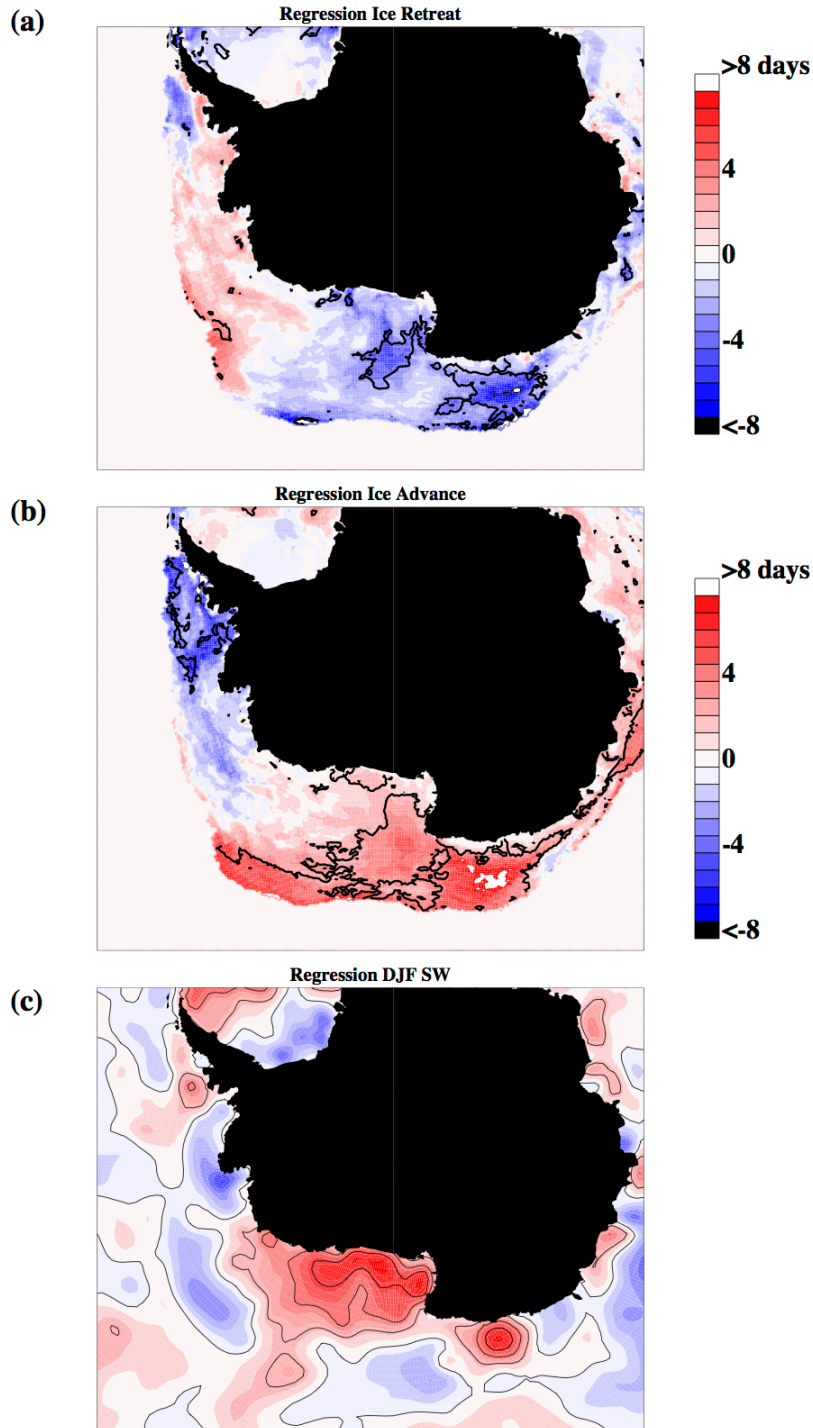 (a)
Regression Ice Retreat
>8 days
4
0
-4
<-8
(b)
Regression Ice Advance
>8 days
4
0
-4
<-8
(c)
Regression DJF SW